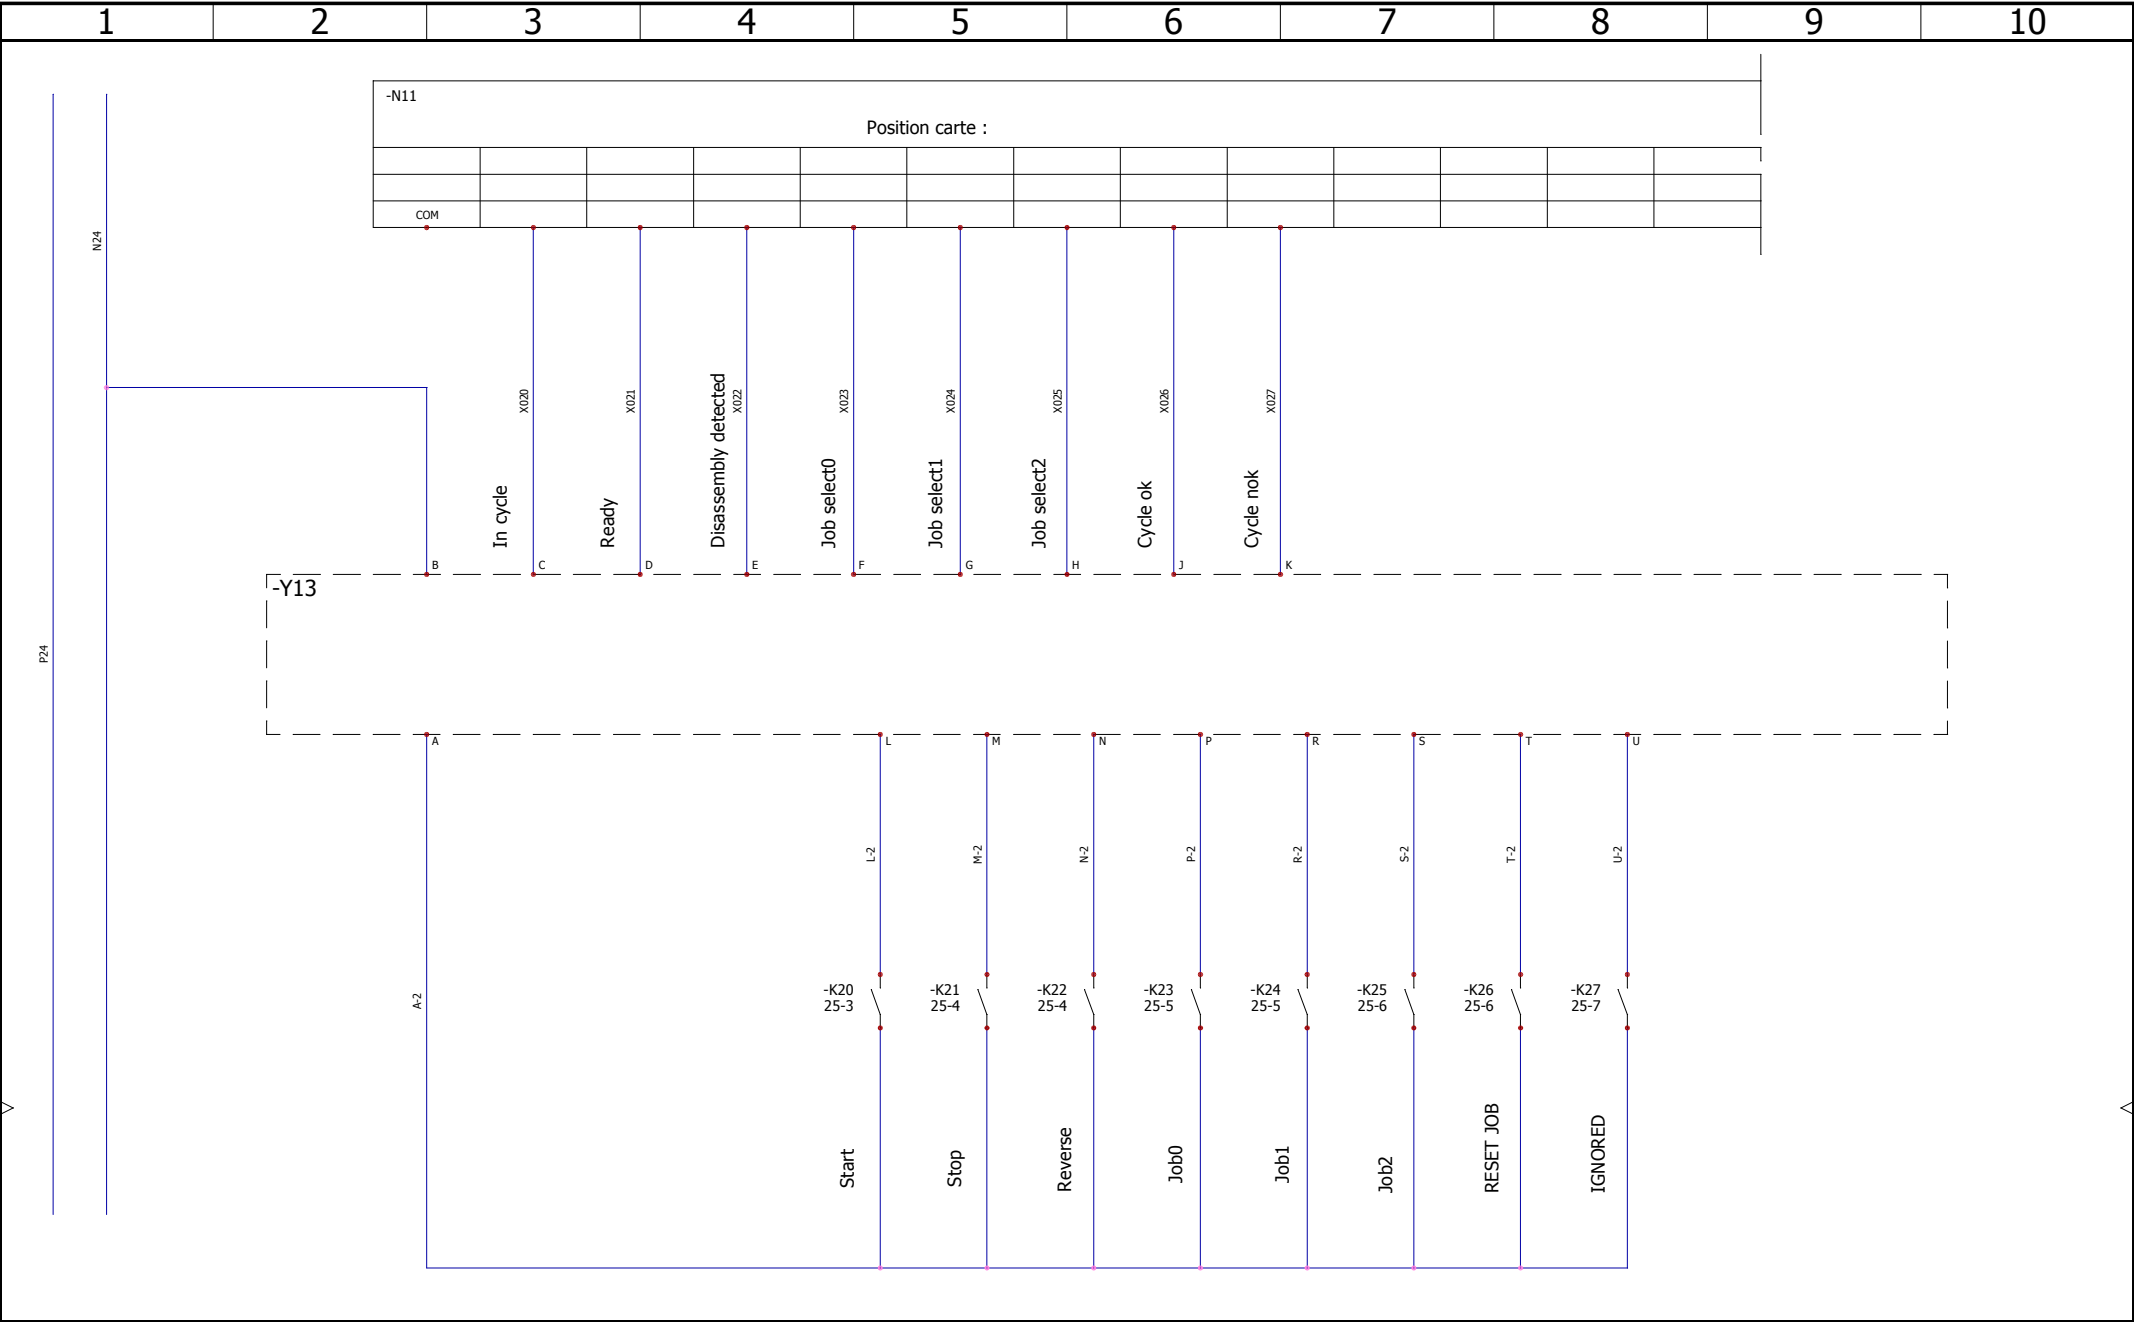 1 2 3 4 5 6 7 8 9 10
-N11
Position carte :
COM
N24
P24
X020
X021
X022
X023
X024
X025
X026
X027
In cycle
Ready
Disassembly detected
Job select0
Job select1
Job select2
Cycle ok
Cycle nok
B C D E F G H J K
-Y13
A L M N P R S T U
A-2
L-2
M-2
N-2
P-2
R-2
S-2
T-2
U-2
-K20
25-3
-K21
25-4
-K22
25-4
-K23
25-5
-K24
25-5
-K25
25-6
-K26
25-6
-K27
25-7
Start
Stop
Reverse
Job0
Job1
Job2
RESET JOB
IGNORED